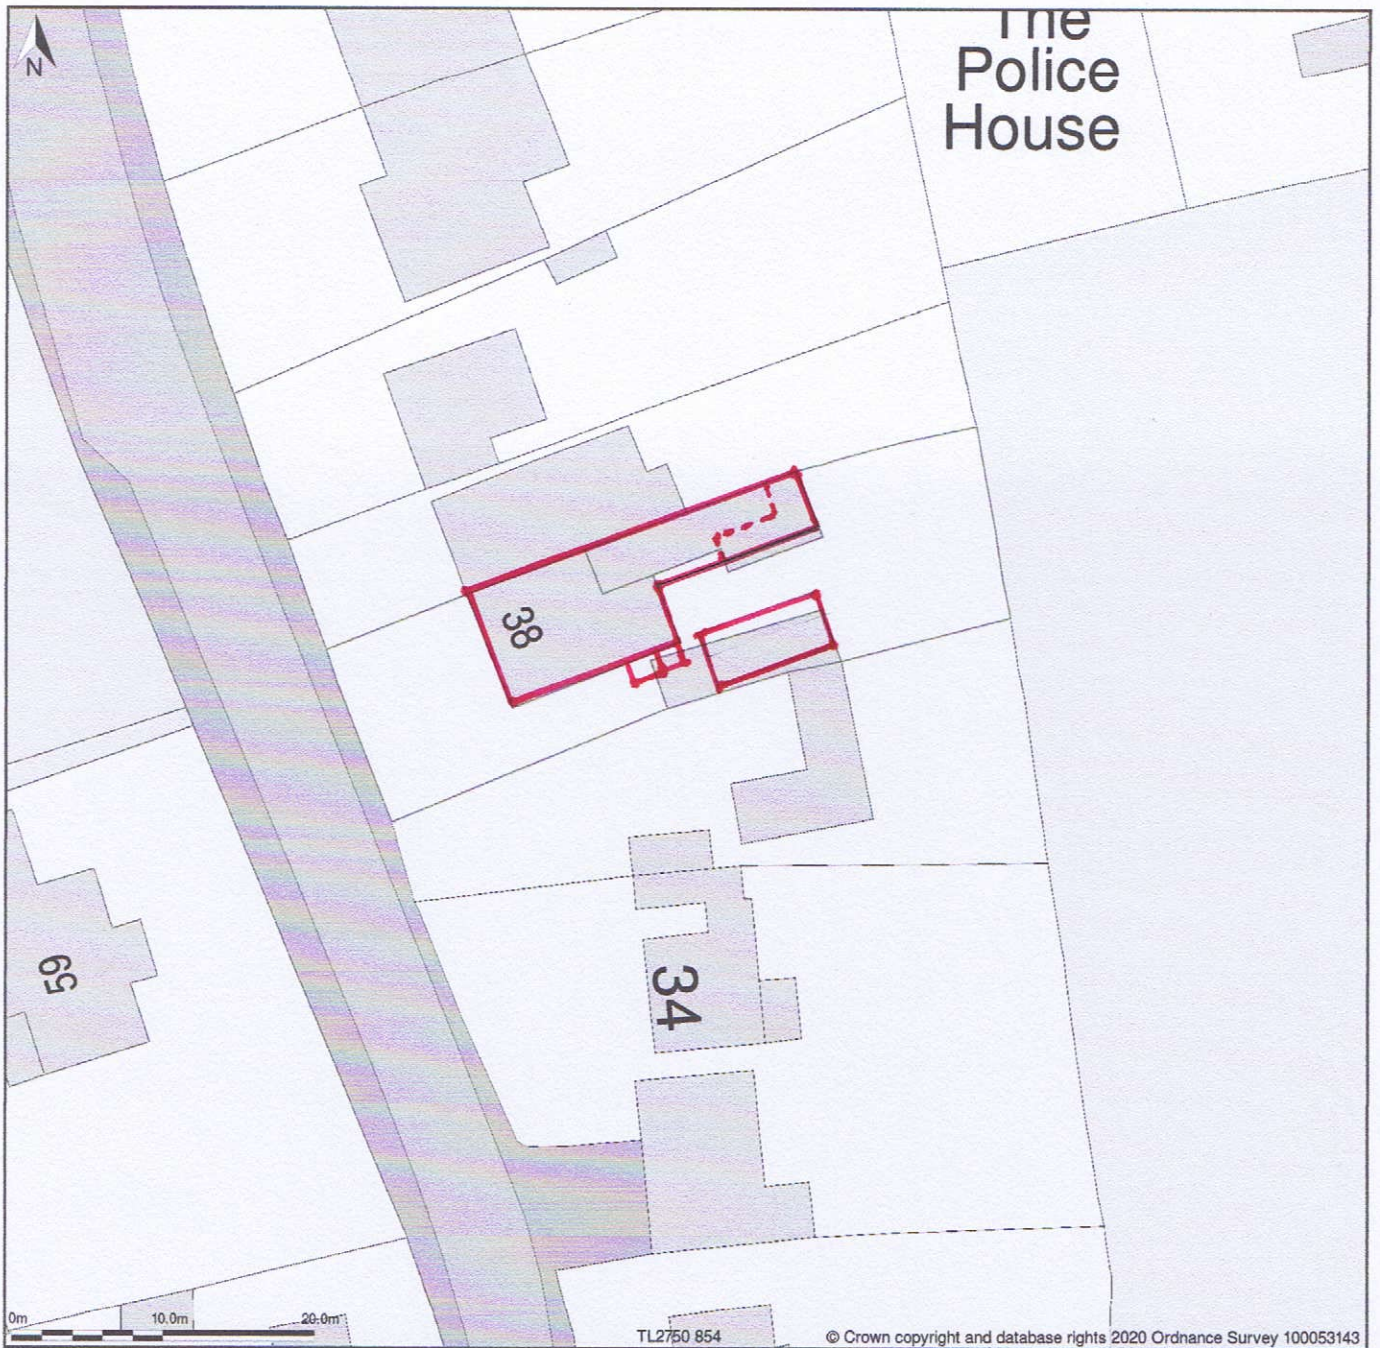 N
The
Police
House
38
59
34
0m 10.0m 20.0m
TL2750 854
© Crown copyright and database rights 2020 Ordnance Survey 100053143